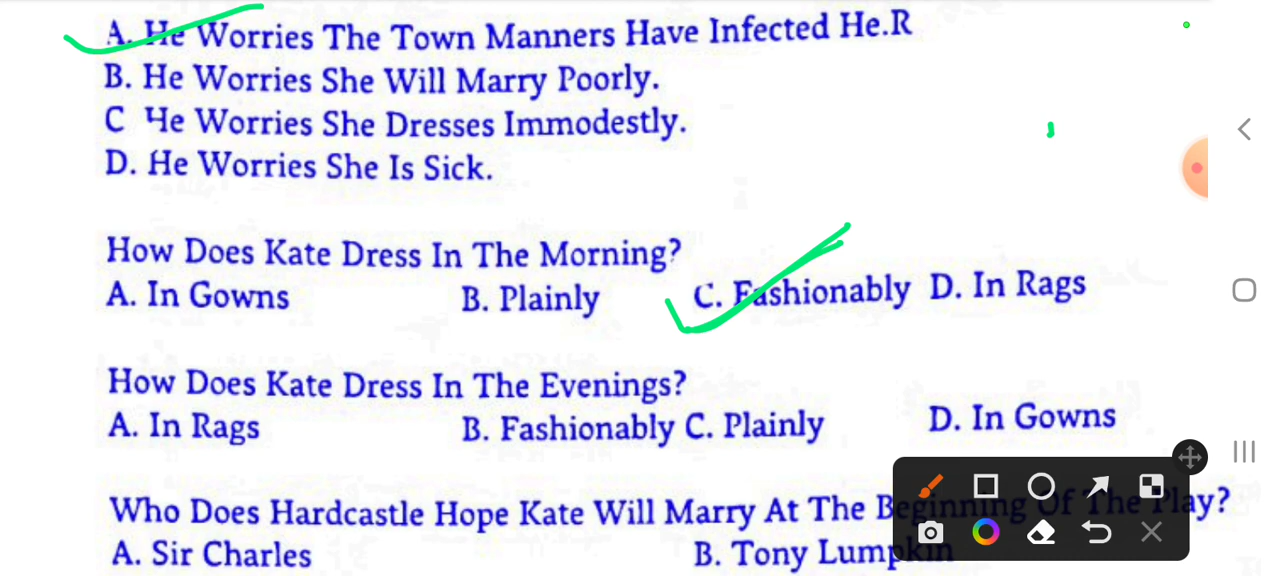 A. He Worries The Town Manners Have Infected He.R
B. He Worries She Will Marry Poorly.
C He Worries She Dresses Immodestly.
D. He Worries She Is Sick.
How Does Kate Dress In The Morning?
A. In Gowns B. Plainly C. Fashionably D. In Rags
How Does Kate Dress In The Evenings?
A. In Rags B. Fashionably C. Plainly D. In Gowns
Who Does Hardcastle Hope Kate Will Marry At The Beginning Of The Play?
A. Sir Charles B. Tony Lumpkin